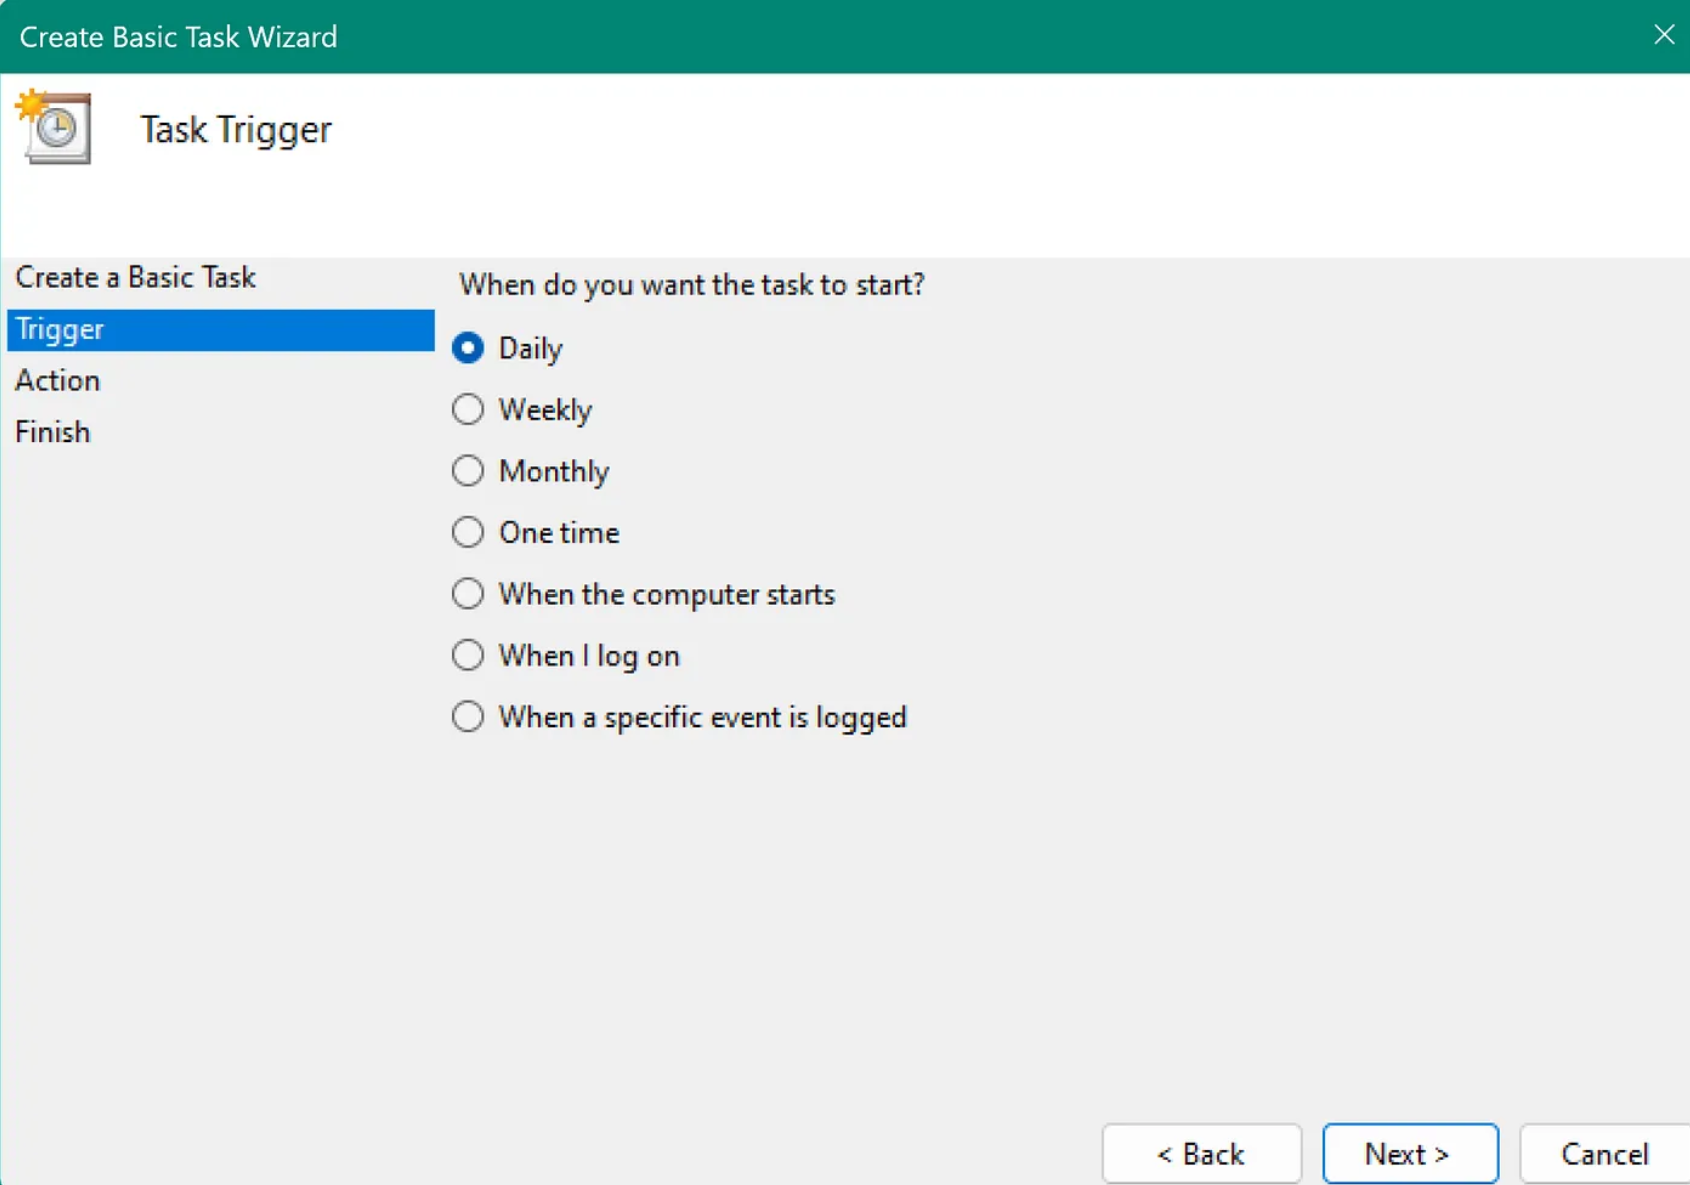 Create Basic Task Wizard
Task Trigger
Create a Basic Task
Trigger
Action
Finish
When do you want the task to start?
Daily
Weekly
Monthly
One time
When the computer starts
When I log on
When a specific event is logged
< Back
Next >
Cancel